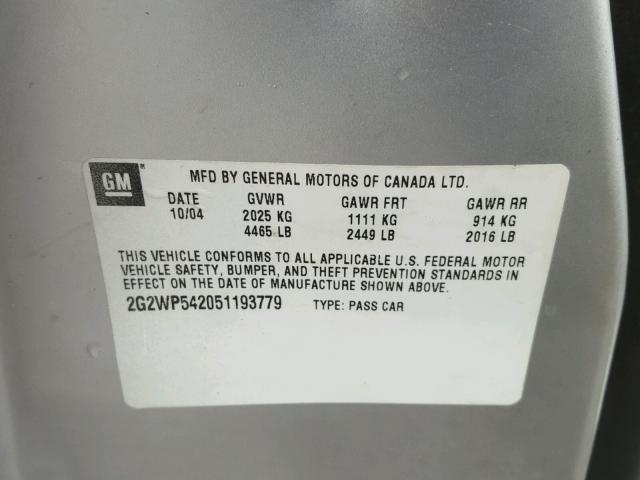 GM ®
MFD BY GENERAL MOTORS OF CANADA LTD.
DATE GVWR GAWR FRT GAWR RR
10/04 2025 KG 1111 KG 914 KG
4465 LB 2449 LB 2016 LB
THIS VEHICLE CONFORMS TO ALL APPLICABLE U.S. FEDERAL MOTOR
VEHICLE SAFETY, BUMPER, AND THEFT PREVENTION STANDARDS IN
EFFECT ON THE DATE OF MANUFACTURE SHOWN ABOVE.
2G2WP542051193779 TYPE: PASS CAR